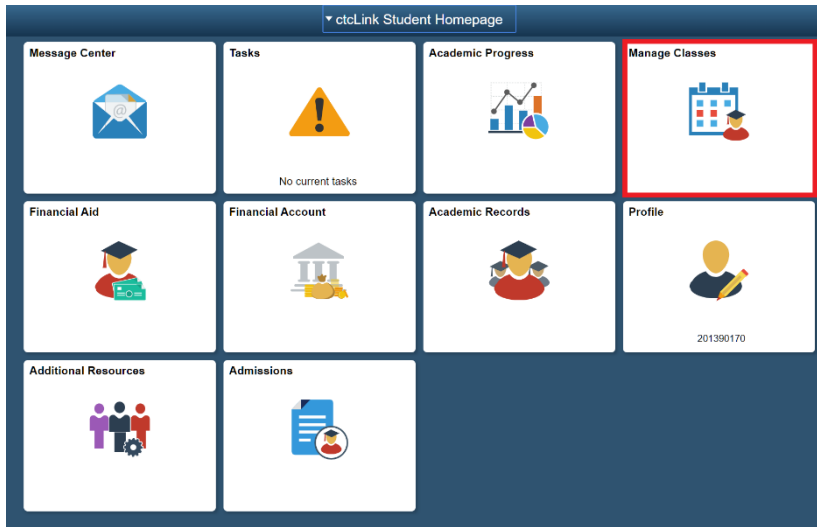 ctcLink Student Homepage
Message Center
Tasks
Academic Progress
Manage Classes
@
No current tasks
Financial Aid
Financial Account
Academic Records
Profile
201390170
Additional Resources
Admissions